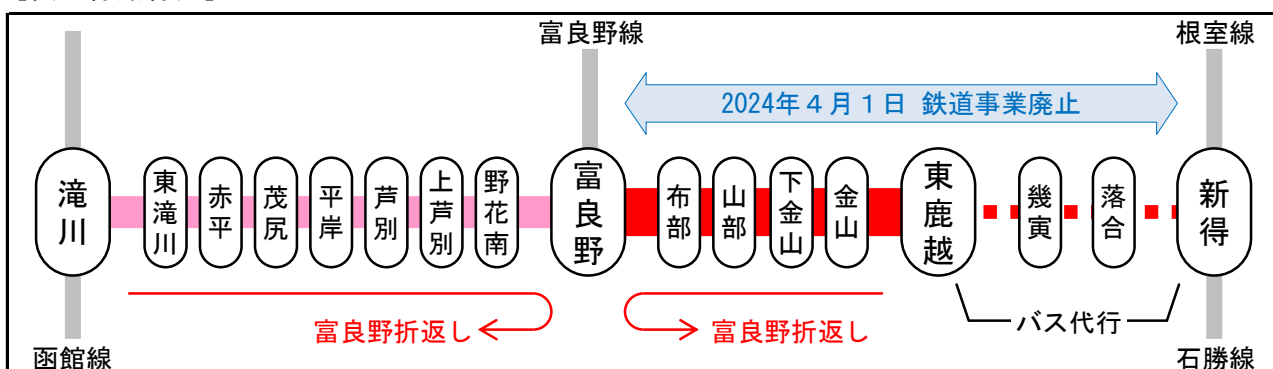 富良野線
根室線
2024年４月１日 鉄道事業廃止
滝川
東滝川
赤平
茂尻
平岸
芦別
上芦別
野花南
富良野
布部
山部
下金山
金山
東鹿越
幾寅
落合
新得
富良野折返し
富良野折返し
バス代行
函館線
石勝線